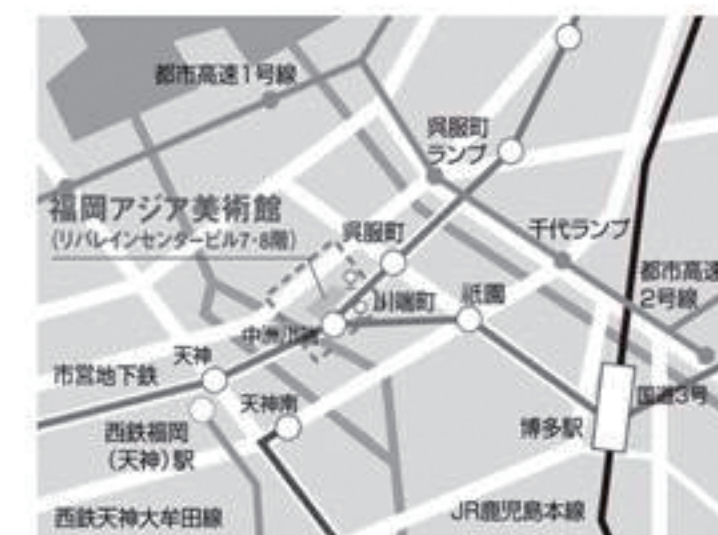 都市高速1号線
呉服町
ランプ
福岡アジア美術館
(リバレインセンタービル7・8階)
呉服町
千代ランプ
都市高速
2号線
川端町
祇園
天神
市営地下鉄
天神南
国道3号
西鉄福岡
(天神)駅
博多駅
西鉄天神大牟田線
JR鹿児島本線